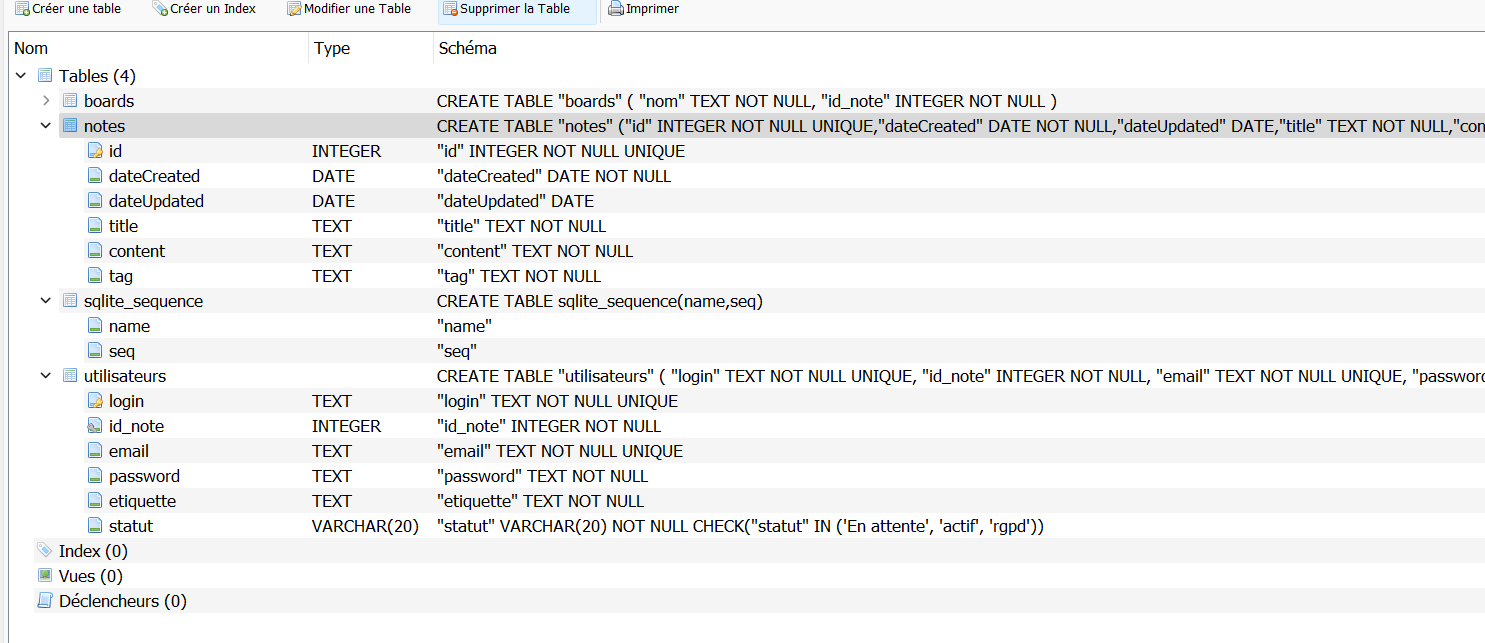 Créer une table Créer un Index Modifier une Table Supprimer la Table Imprimer
Nom Type Schéma
Tables (4)
boards CREATE TABLE "boards" ( "nom" TEXT NOT NULL, "id_note" INTEGER NOT NULL )
notes CREATE TABLE "notes" ("id" INTEGER NOT NULL UNIQUE,"dateCreated" DATE NOT NULL,"dateUpdated" DATE,"title" TEXT NOT NULL,"con
id INTEGER "id" INTEGER NOT NULL UNIQUE
dateCreated DATE "dateCreated" DATE NOT NULL
dateUpdated DATE "dateUpdated" DATE
title TEXT "title" TEXT NOT NULL
content TEXT "content" TEXT NOT NULL
tag TEXT "tag" TEXT NOT NULL
sqlite_sequence CREATE TABLE sqlite_sequence(name,seq)
name "name"
seq "seq"
utilisateurs CREATE TABLE "utilisateurs" ( "login" TEXT NOT NULL UNIQUE, "id_note" INTEGER NOT NULL, "email" TEXT NOT NULL UNIQUE, "password
login TEXT "login" TEXT NOT NULL UNIQUE
id_note INTEGER "id_note" INTEGER NOT NULL
email TEXT "email" TEXT NOT NULL UNIQUE
password TEXT "password" TEXT NOT NULL
etiquette TEXT "etiquette" TEXT NOT NULL
statut VARCHAR(20) "statut" VARCHAR(20) NOT NULL CHECK("statut" IN ('En attente', 'actif', 'rgpd'))
Index (0)
Vues (0)
Déclencheurs (0)